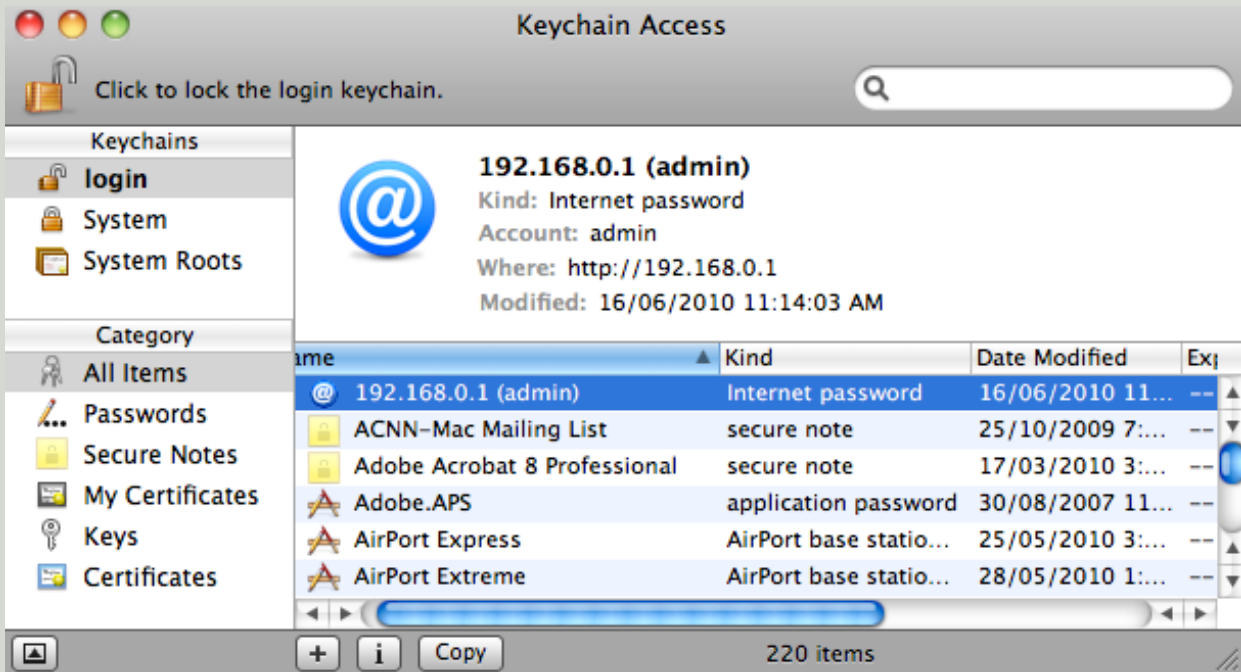 Keychain Access
Click to lock the login keychain.
Keychains
login
System
System Roots
Category
All Items
Passwords
Secure Notes
My Certificates
Keys
Certificates
192.168.0.1 (admin)
Kind: Internet password
Account: admin
Where: http://192.168.0.1
Modified: 16/06/2010 11:14:03 AM
ame Kind Date Modified Exp
192.168.0.1 (admin) Internet password 16/06/2010 11... --
ACNN-Mac Mailing List secure note 25/10/2009 7:... --
Adobe Acrobat 8 Professional secure note 17/03/2010 3:... --
Adobe.APS application password 30/08/2007 11... --
AirPort Express AirPort base statio... 25/05/2010 3:... --
AirPort Extreme AirPort base statio... 28/05/2010 1:... --
+ i Copy 220 items